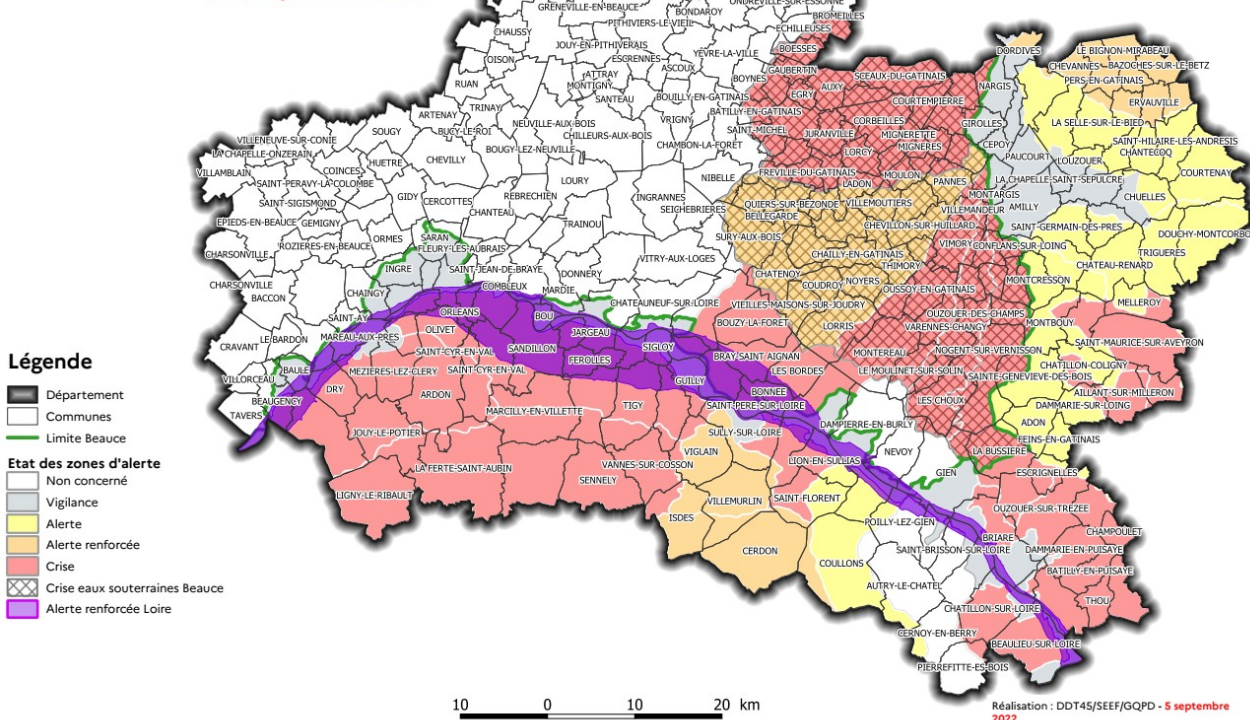 GRENEVILLE-EN-BEAUCE
ONDREVILLE-SUR-ESSONNE
BONDAROY
BROMEILLES
PITHIVIERS-LE-VIEIL
ECHILLEUSES
CHAUSSY
JOUY-EN-PITHIVERAIS
YEVRE-LA-VILLE
BOESSES
DORDIVES
LE BIGNON-MIRABEAU
OISON
ESCRENNES
ASCOUX
GAUBERTIN
CHEVANNES
BAZOCHES-SUR-LE-BETZ
ATTRAY
BOYNES
SCEAUX-DU-GATINAIS
PERS-EN-GATINAIS
RUAN
MONTIGNY
AUXY
NARGIS
SANTEAU
BOUILLY-EN-GATINAIS
EGRY
COURTEMPIERRE
ERVAUVILLE
TRINAY
BATILLY-EN-GATINAIS
ARTENAY
NEUVILLE-AUX-BOIS
VRIGNY
CORBEILLES
GIROLLES
LA SELLE-SUR-LE-BIED
SOUGY
BUCY-LE-ROI
CHILLEURS-AUX-BOIS
SAINT-MICHEL
JURANVILLE
MIGNERETTE
VILLENEUVE-SUR-CONIE
BOUGY-LEZ-NEUVILLE
CHAMBON-LA-FORET
MIGNERES
CEPOY
SAINT-HILAIRE-LES-ANDRESIS
LA CHAPELLE-ONZERAIN
HUETRE
CHEVILLY
LORCY
PAUCOURT
LOUZOUER
CHANTECOQ
VILLAMBLAIN
COINCES
LOURY
NIBELLE
FREVILLE-DU-GATINAIS
MOULON
PANNES
LA CHAPELLE-SAINT-SEPULCRE
COURTENAY
SAINT-PERAVY-LA-COLOMBE
LADON
SAINT-SIGISMOND
GIDY
CERCOTTES
REBRECHIEN
INGRANNES
QUIERS-SUR-BEZONDE
VILLEMOUTIERS
MONTARGIS
AMILLY
CHUELLES
CHANTEAU
SEICHEBRIERES
BELLEGARDE
VILLEMANDEUR
EPIEDS-EN-BEAUCE
GEMIGNY
TRAINOU
CHEVILLON-SUR-HUILLARD
SAINT-GERMAIN-DES-PRES
ORMES
SARAN
SURY-AUX-BOIS
DOUCHY-MONTCORBO
ROZIERES-EN-BEAUCE
FLEURY-LES-AUBRAIS
VIMORY
CONFLANS-SUR-LOING
CHARSONVILLE
VITRY-AUX-LOGES
CHAILLY-EN-GATINAIS
TRIGUERES
INGRE
SAINT-JEAN-DE-BRAYE
DONNERY
CHATENOY
THIMORY
CHATEAU-RENARD
CHARSONVILLE
COMBLEUX
MARDIE
COUDROY
NOYERS
OUSSOY-EN-GATINAIS
MONTCRESSON
BACCON
CHAINGY
CHATEAUNEUF-SUR-LOIRE
VIEILLES-MAISONS-SUR-JOUDRY
MELLEROY
SAINT-AY
ORLEANS
BOU
BOUZY-LA-FORET
LORRIS
OUZOUER-DES-CHAMPS
MONTBOUY
LE BARDON
MAREAU-AUX-PRES
OLIVET
JARGEAU
VARENNES-CHANGY
SAINT-MAURICE-SUR-AVEYRON
CRAVANT
SAINT-CYR-EN-VAL
SANDILLON
SIGLOY
BRAY-SAINT AIGNAN
MONTEREAU
NOGENT-SUR-VERNISSON
Légende
BAULE
MEZIERES-LEZ-CLERY
SAINT-CYR-EN-VAL
FEROLLES
LES BORDES
LE MOULINET-SUR-SOLIN
CHATILLON-COLIGNY
VILLORCEAU
DRY
GUILLY
SAINTE-GENEVIEVE-DES-BOIS
Département
BEAUGENCY
ARDON
BONNEE
AILLANT-SUR-MILLERON
Communes
TAVERS
MARCILLY-EN-VILLETTE
TIGY
SAINT-PERE-SUR-LOIRE
LES CHOUX
DAMMARIE-SUR-LOING
Limite Beauce
JOUY-LE-POTIER
SULLY-SUR-LOIRE
DAMPIERRE-EN-BURLY
ADON
Etat des zones d'alerte
VIGLAIN
NEVOY
LA BUSSIERE
FEINS-EN-GATINAIS
Non concerné
LA FERTE-SAINT-AUBIN
VANNES-SUR-COSSON
LION-EN-SULLIAS
GIEN
ESCRIGNELLES
Vigilance
LIGNY-LE-RIBAULT
SENNELY
VILLEMURLIN
SAINT-FLORENT
OUZOUER-SUR-TREZEE
Alerte
ISDES
POILLY-LEZ-GIEN
CHAMPOULET
Alerte renforcée
CERDON
SAINT-BRISSON-SUR-LOIRE
BRIARE
DAMMARIE-EN-PUISAYE
Crise
COULLONS
BATILLY-EN-PUISAYE
Crise eaux souterraines Beauce
AUTRY-LE-CHATEL
THOU
Alerte renforcée Loire
CHATILLON-SUR-LOIRE
CERNOY-EN-BERRY
BEAULIEU-SUR-LOIRE
PIERREFITTE-ES-BOIS
10 0 10 20 km
Réalisation : DDT45/SEEF/GQPD - 5 septembre
2022